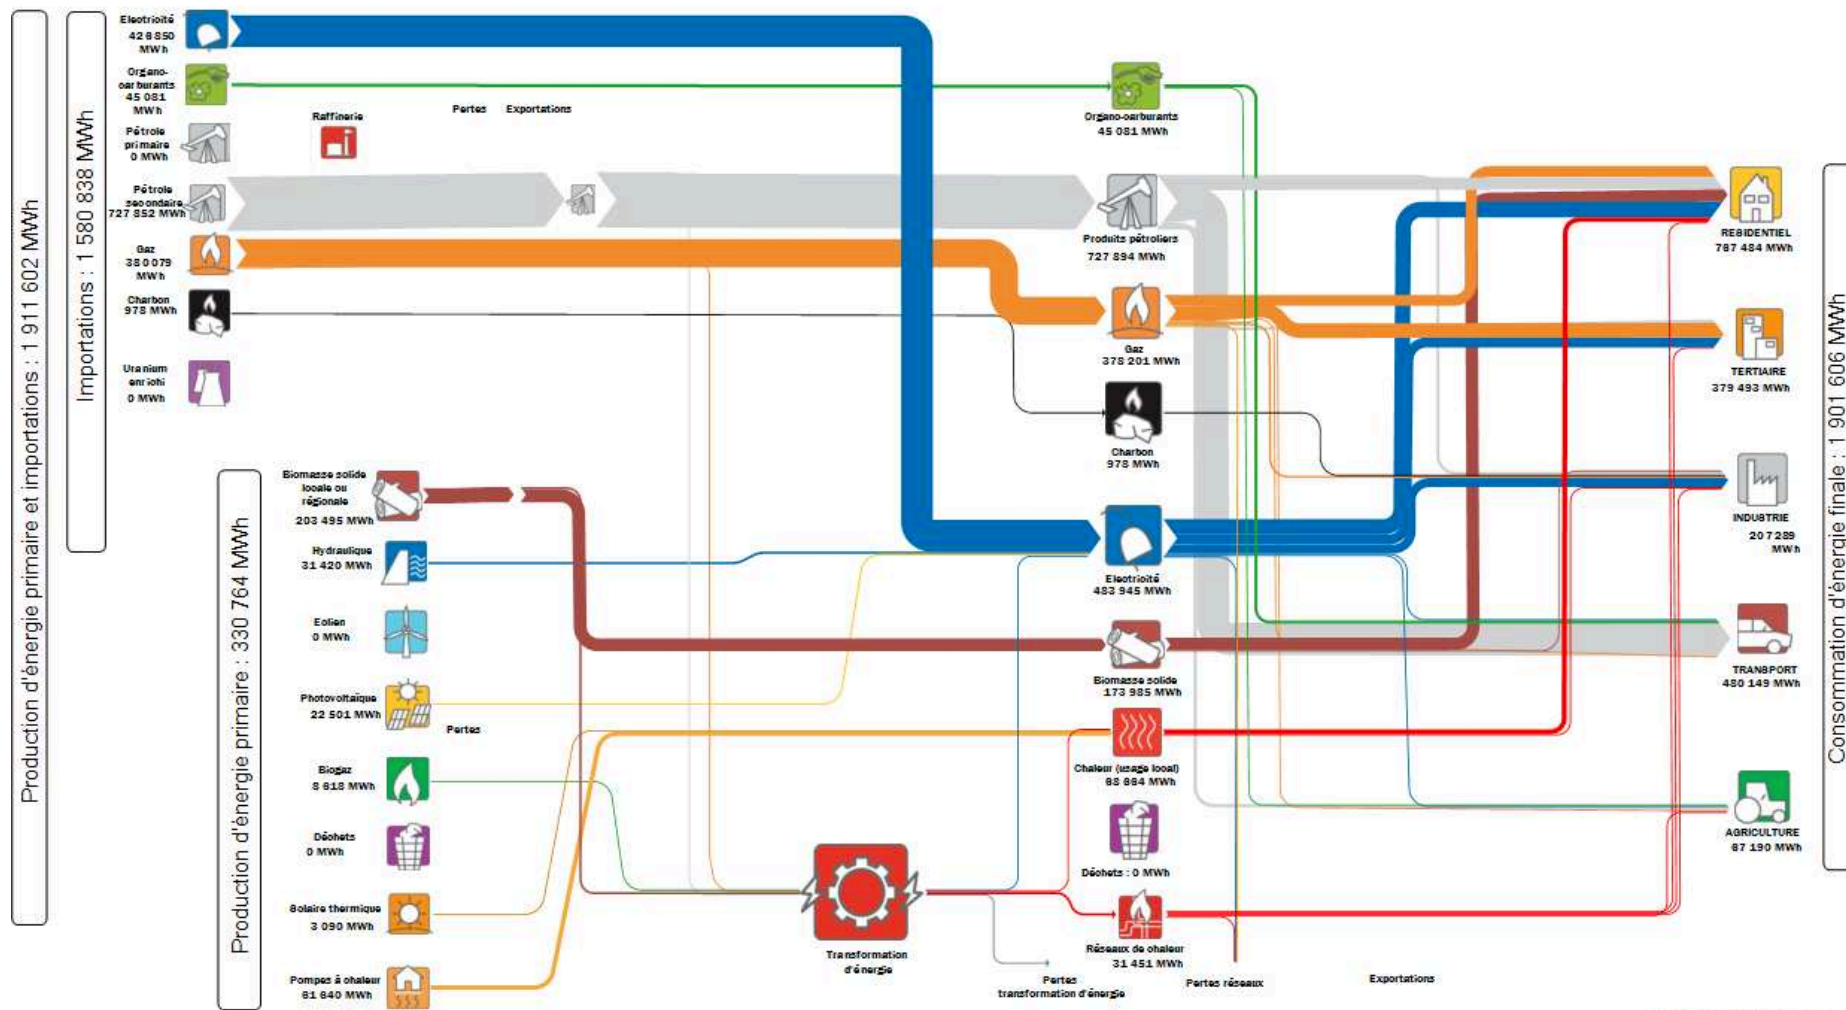 Production d'énergie primaire et importations : 1 911 602 MWh
Importations : 1 580 838 MWh
Electricité
426 850
MWh
Organo-
carburants
45 081
MWh
Pétrole
primaire
0 MWh
Pétrole
secondaire
727 852 MWh
Gaz
380 079
MWh
Charbon
978 MWh
Uranium
enrichi
0 MWh
Raffinerie
Pertes
Exportations
Production d'énergie primaire : 330 764 MWh
Biomasse solide
locale ou
régionale
203 495 MWh
Hydraulique
31 420 MWh
Eolien
0 MWh
Photovoltaïque
22 501 MWh
Pertes
Biogaz
8 618 MWh
Déchets
0 MWh
Solaire thermique
3 090 MWh
Pompes à chaleur
61 640 MWh
Transformation
d'énergie
Organo-carburants
45 081 MWh
Produits pétroliers
727 894 MWh
Gaz
378 201 MWh
Charbon
978 MWh
Electricité
483 945 MWh
Biomasse solide
173 985 MWh
Chaleur (usage local)
68 664 MWh
Déchets : 0 MWh
Réseaux de chaleur
31 451 MWh
Pertes
transformation d'énergie
Pertes réseaux
Exportations
RESIDENTIEL
767 484 MWh
TERTIAIRE
379 493 MWh
INDUSTRIE
207 289
MWh
TRANSPORT
480 149 MWh
AGRICULTURE
67 190 MWh
Consommation d'énergie finale : 1 901 606 MWh